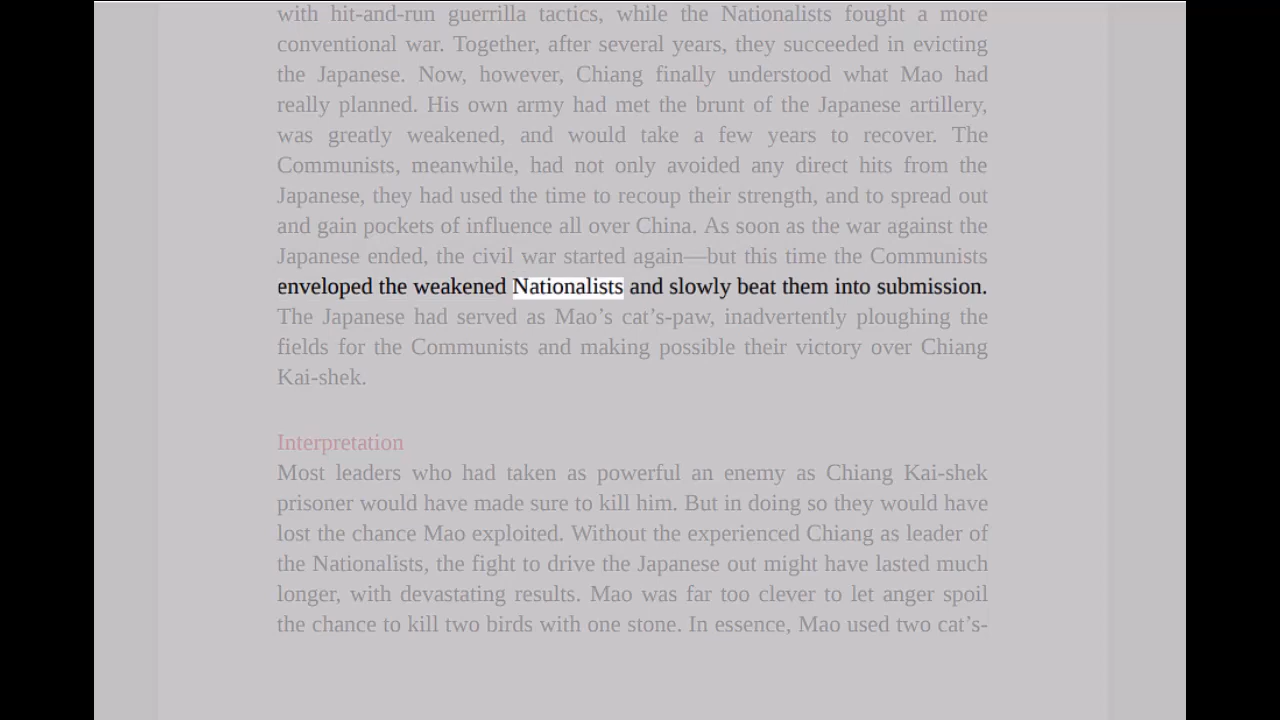 with hit-and-run guerrilla tactics, while the Nationalists fought a more
conventional war. Together, after several years, they succeeded in evicting
the Japanese. Now, however, Chiang finally understood what Mao had
really planned. His own army had met the brunt of the Japanese artillery,
was greatly weakened, and would take a few years to recover. The
Communists, meanwhile, had not only avoided any direct hits from the
Japanese, they had used the time to recoup their strength, and to spread out
and gain pockets of influence all over China. As soon as the war against the
Japanese ended, the civil war started again—but this time the Communists
enveloped the weakened Nationalists and slowly beat them into submission.
The Japanese had served as Mao’s cat’s-paw, inadvertently ploughing the
fields for the Communists and making possible their victory over Chiang
Kai-shek.
Interpretation
Most leaders who had taken as powerful an enemy as Chiang Kai-shek
prisoner would have made sure to kill him. But in doing so they would have
lost the chance Mao exploited. Without the experienced Chiang as leader of
the Nationalists, the fight to drive the Japanese out might have lasted much
longer, with devastating results. Mao was far too clever to let anger spoil
the chance to kill two birds with one stone. In essence, Mao used two cat’s-